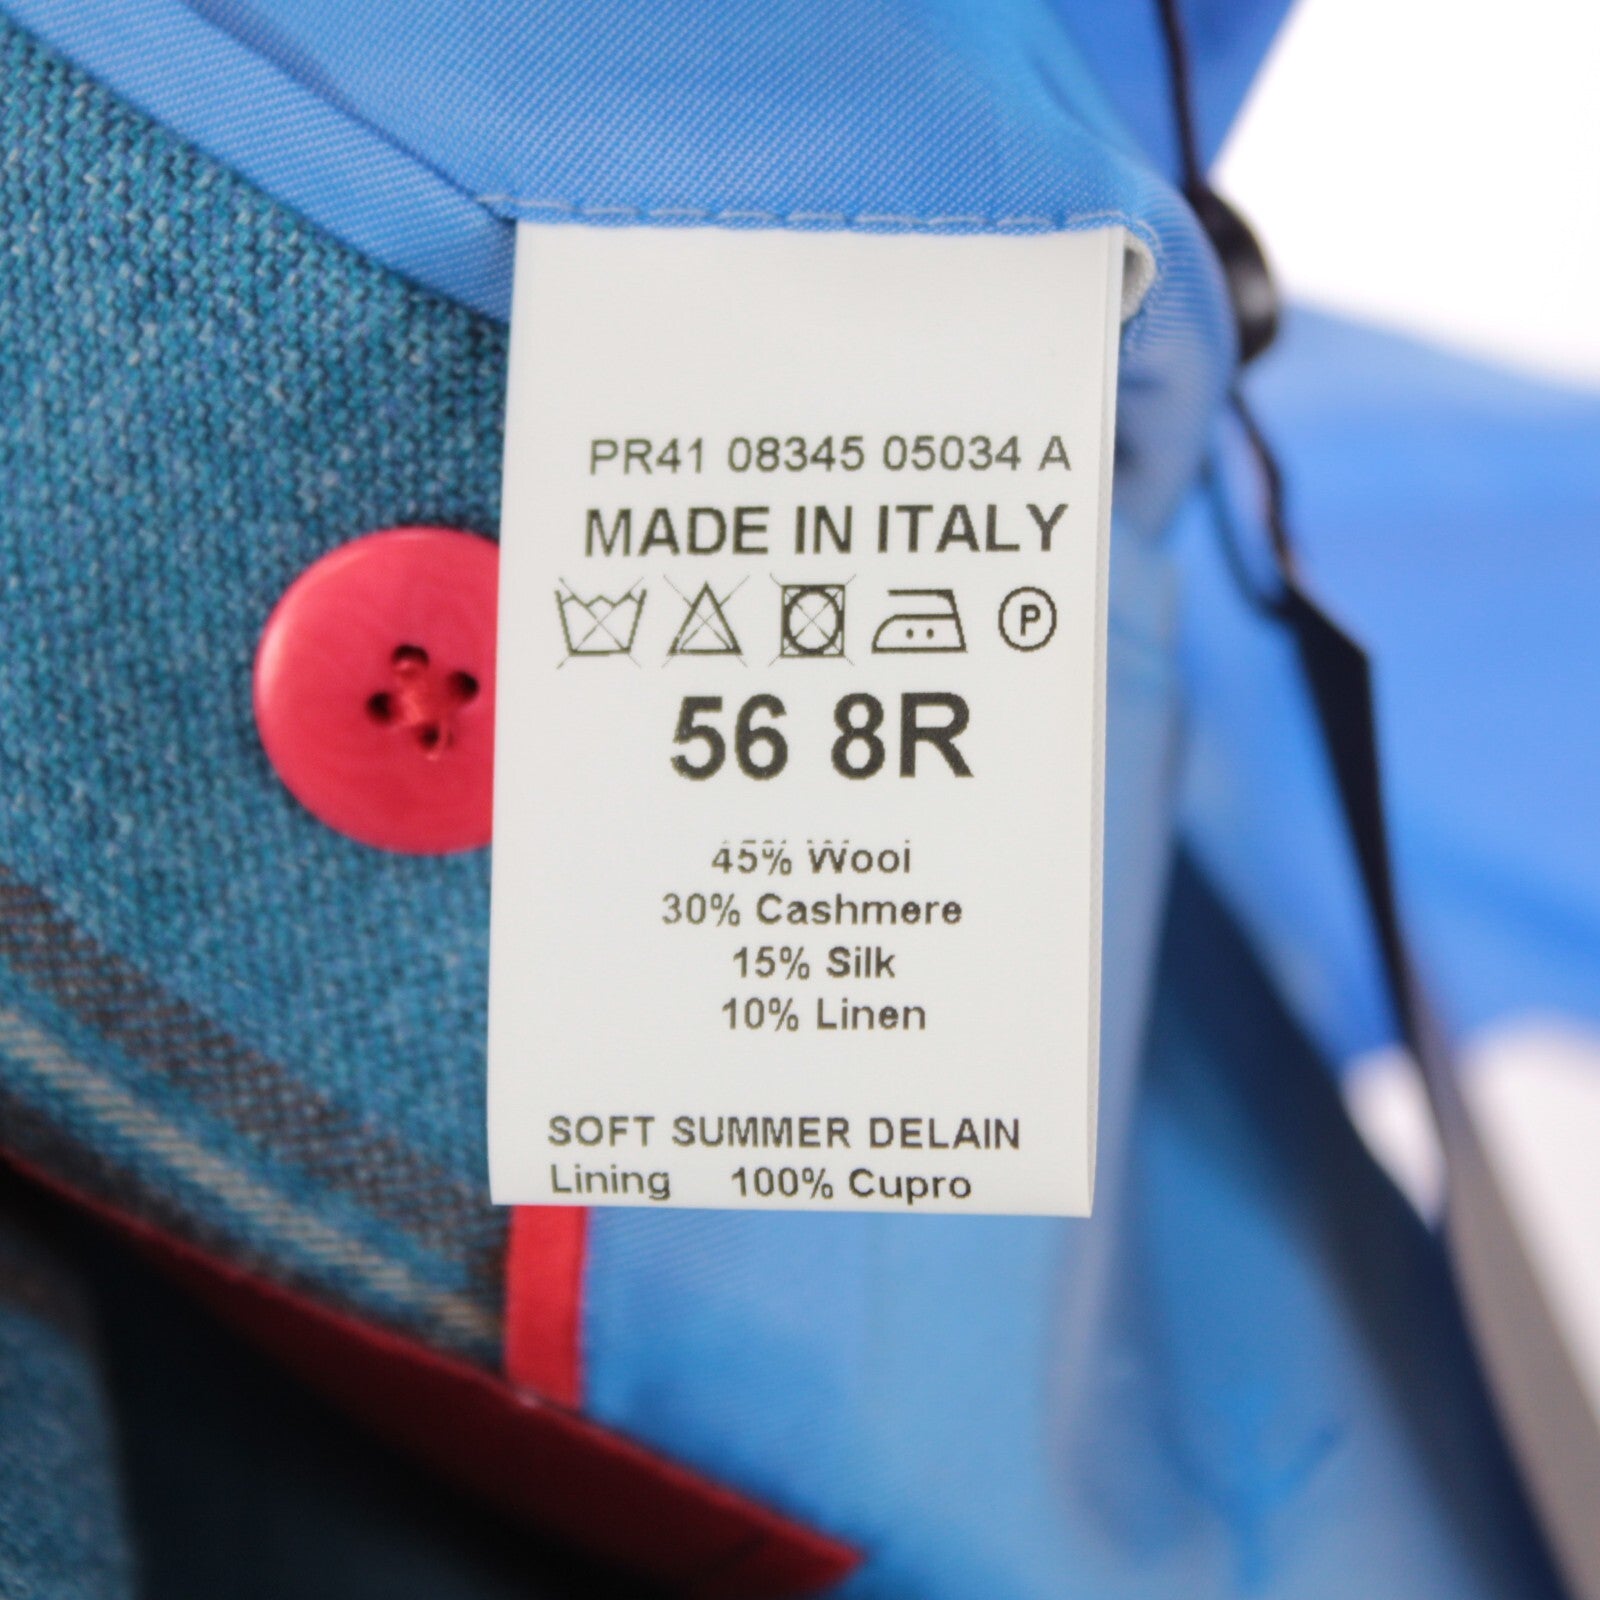 PR41 08345 05034 A
MADE IN ITALY
P
56 8R
45% Wool
30% Cashmere
15% Silk
10% Linen
SOFT SUMMER DELAIN
Lining 100% Cupro